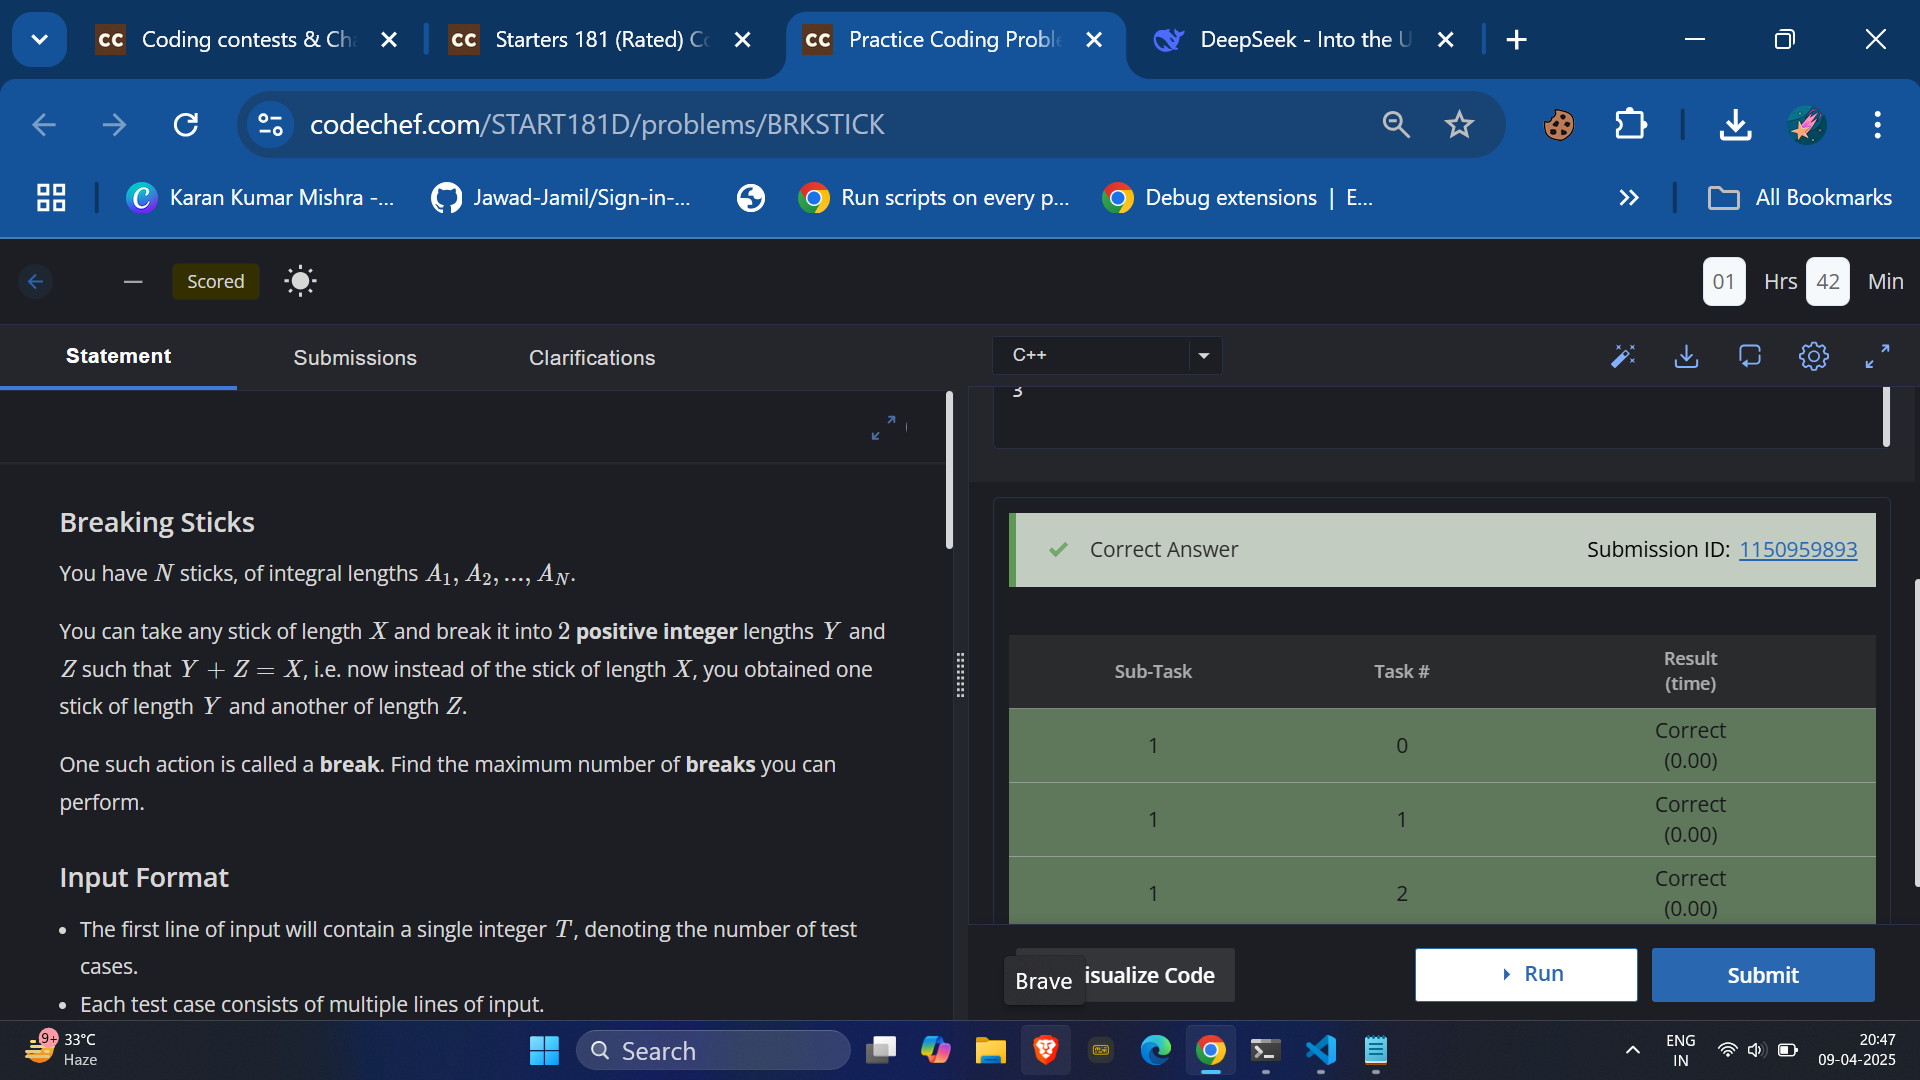 CC Coding contests & Ch
CC Starters 181 (Rated) C
CC Practice Coding Probl
DeepSeek - Into the U
codechef.com/START181D/problems/BRKSTICK
Karan Kumar Mishra -...
Jawad-Jamil/Sign-in-...
Run scripts on every p...
Debug extensions | E...
All Bookmarks
Scored
01 Hrs 42 Min
Statement
Submissions
Clarifications
C++
3
Breaking Sticks
You have N sticks, of integral lengths A₁, A₂, ..., A_N.
You can take any stick of length X and break it into 2 positive integer lengths Y and
Z such that Y + Z = X, i.e. now instead of the stick of length X, you obtained one
stick of length Y and another of length Z.
One such action is called a break. Find the maximum number of breaks you can
perform.
Input Format
• The first line of input will contain a single integer T, denoting the number of test
cases.
• Each test case consists of multiple lines of input.
Correct Answer
Submission ID: 1150959893
Sub-Task Task # Result
(time)
1 0 Correct
(0.00)
1 1 Correct
(0.00)
1 2 Correct
(0.00)
Brave
isualize Code
Run
Submit
9+
33°C
Haze
Search
ENG
IN
20:47
09-04-2025